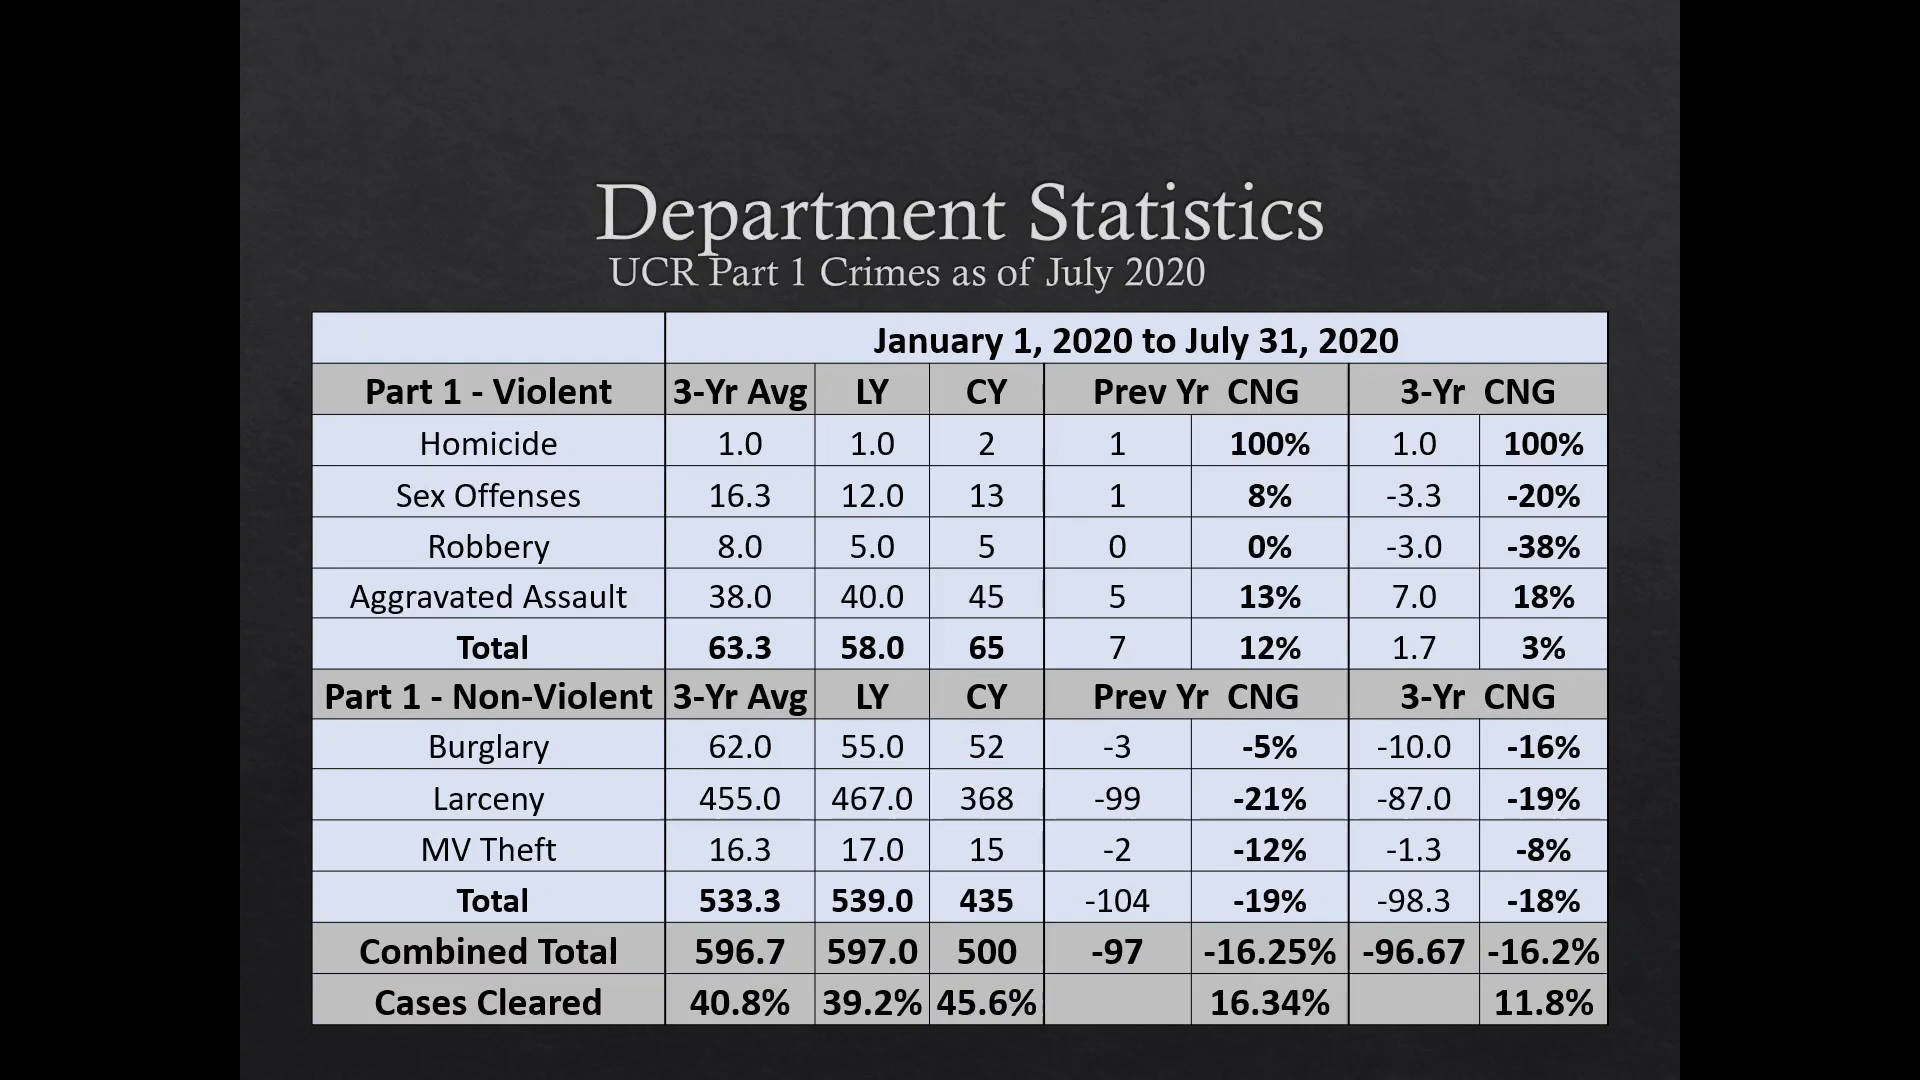 Department Statistics
UCR Part 1 Crimes as of July 2020
January 1, 2020 to July 31, 2020
Part 1 - Violent 3-Yr Avg LY CY Prev Yr CNG 3-Yr CNG
Homicide 1.0 1.0 2 1 100% 1.0 100%
Sex Offenses 16.3 12.0 13 1 8% -3.3 -20%
Robbery 8.0 5.0 5 0 0% -3.0 -38%
Aggravated Assault 38.0 40.0 45 5 13% 7.0 18%
Total 63.3 58.0 65 7 12% 1.7 3%
Part 1 - Non-Violent 3-Yr Avg LY CY Prev Yr CNG 3-Yr CNG
Burglary 62.0 55.0 52 -3 -5% -10.0 -16%
Larceny 455.0 467.0 368 -99 -21% -87.0 -19%
MV Theft 16.3 17.0 15 -2 -12% -1.3 -8%
Total 533.3 539.0 435 -104 -19% -98.3 -18%
Combined Total 596.7 597.0 500 -97 -16.25% -96.67 -16.2%
Cases Cleared 40.8% 39.2% 45.6% 16.34% 11.8%